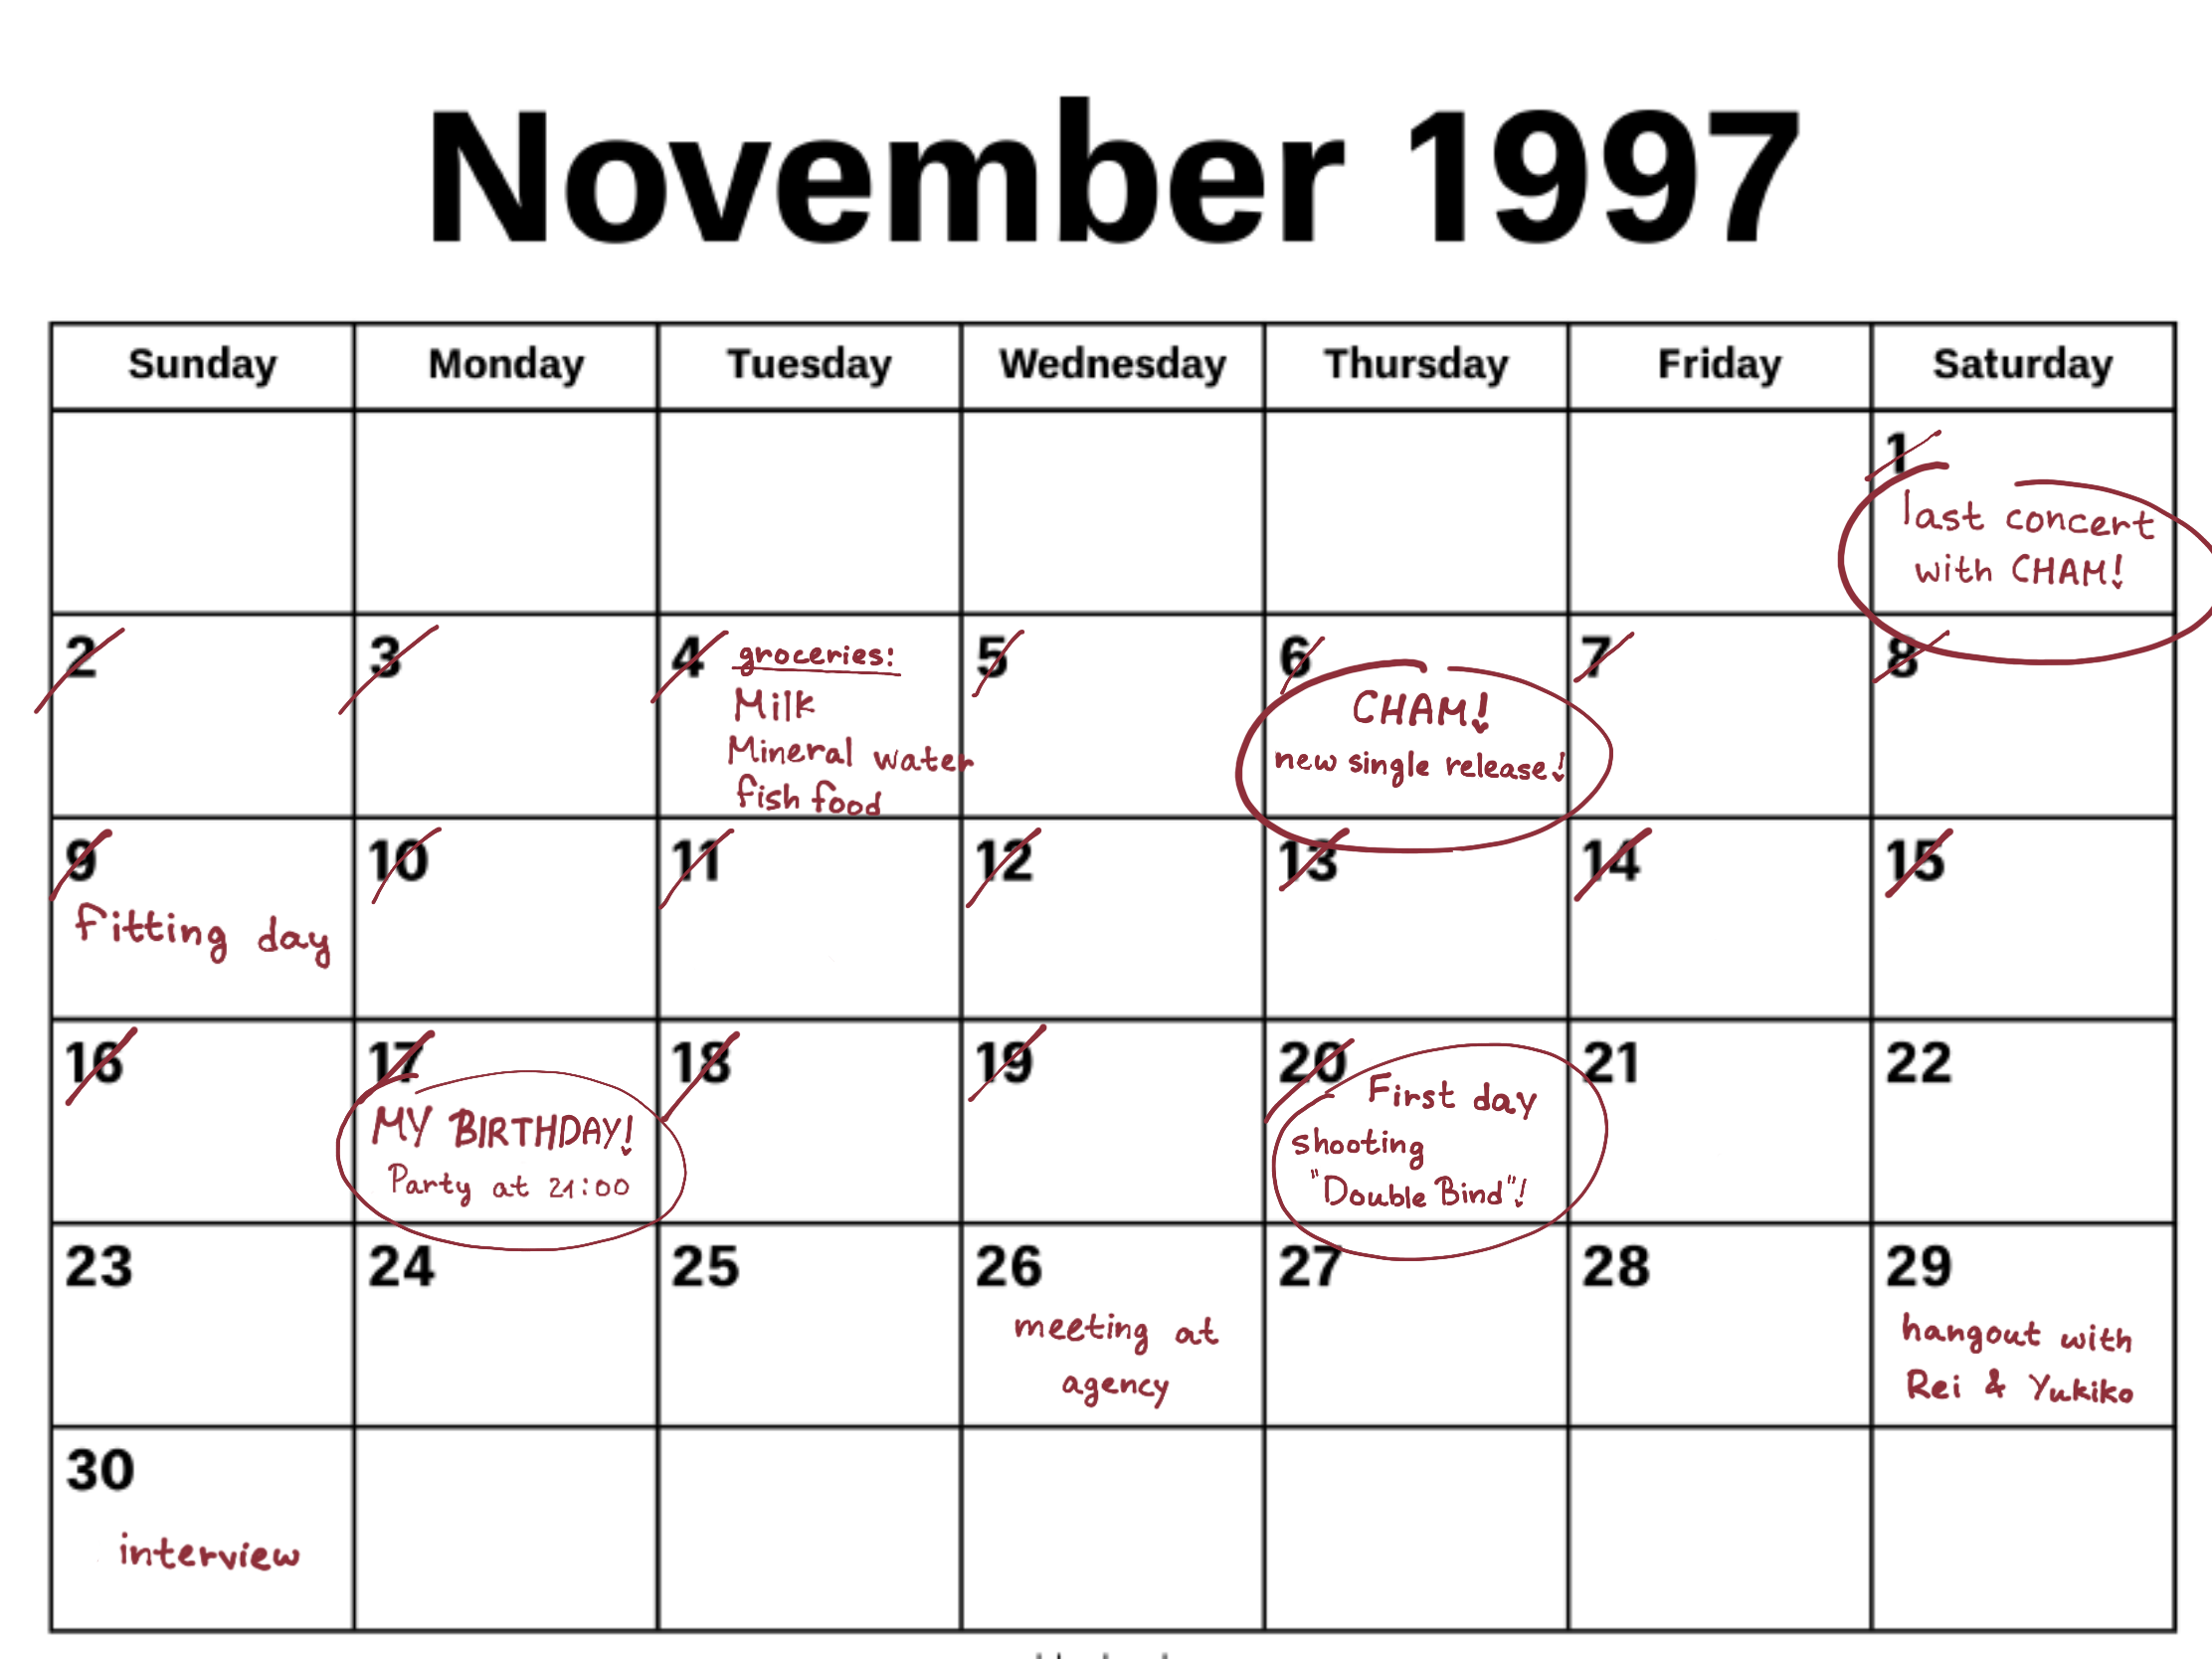 November 1997
Sunday Monday Tuesday Wednesday Thursday Friday Saturday
1
last concert
with CHAM!
2
3
4
groceries:
Milk
Mineral water
fish food
5
6
CHAM!
new single release!
7
8
9
Fitting day
10
11
12
13
14
15
16
17
MY BIRTHDAY!
Party at 21:00
18
19
20
First day
shooting
"Double Bind"!
21
22
23
24
25
26
meeting at
agency
27
28
29
hangout with
Rei & Yukiko
30
interview